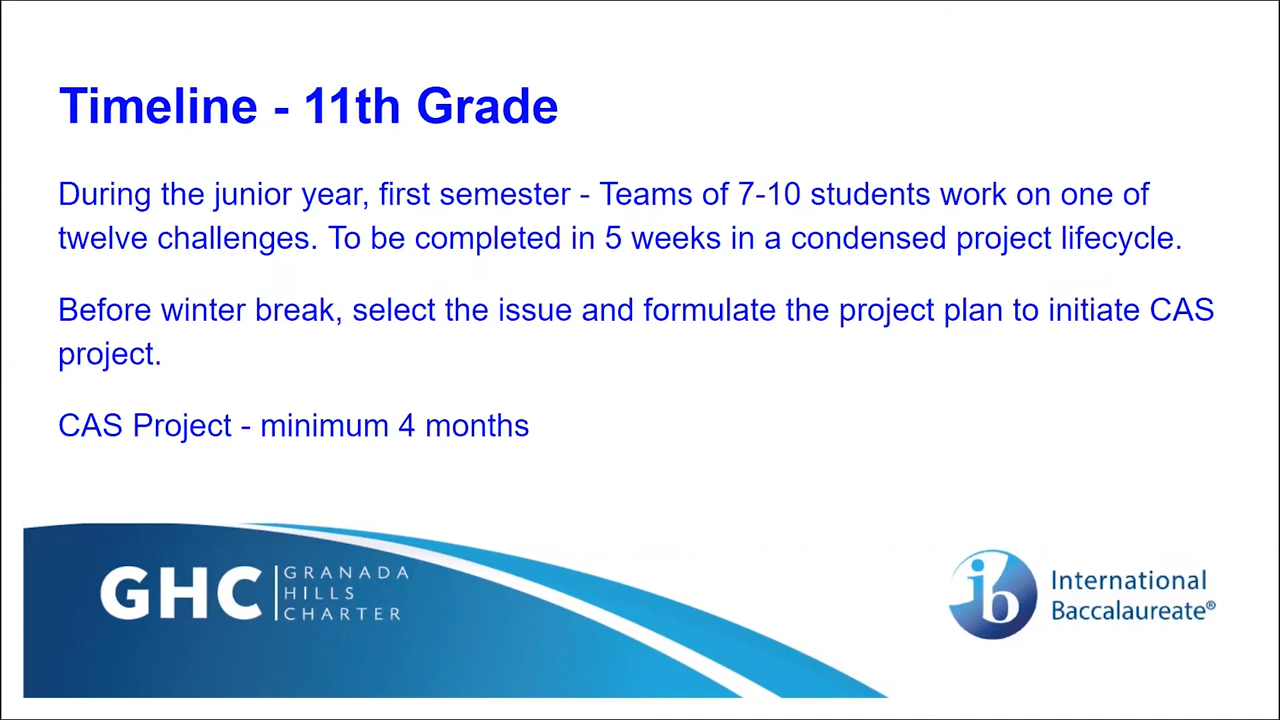 Timeline - 11th Grade
During the junior year, first semester - Teams of 7-10 students work on one of
twelve challenges. To be completed in 5 weeks in a condensed project lifecycle.
Before winter break, select the issue and formulate the project plan to initiate CAS
project.
CAS Project - minimum 4 months
GHC
GRANADA
HILLS
CHARTER
ib
International
Baccalaureate®